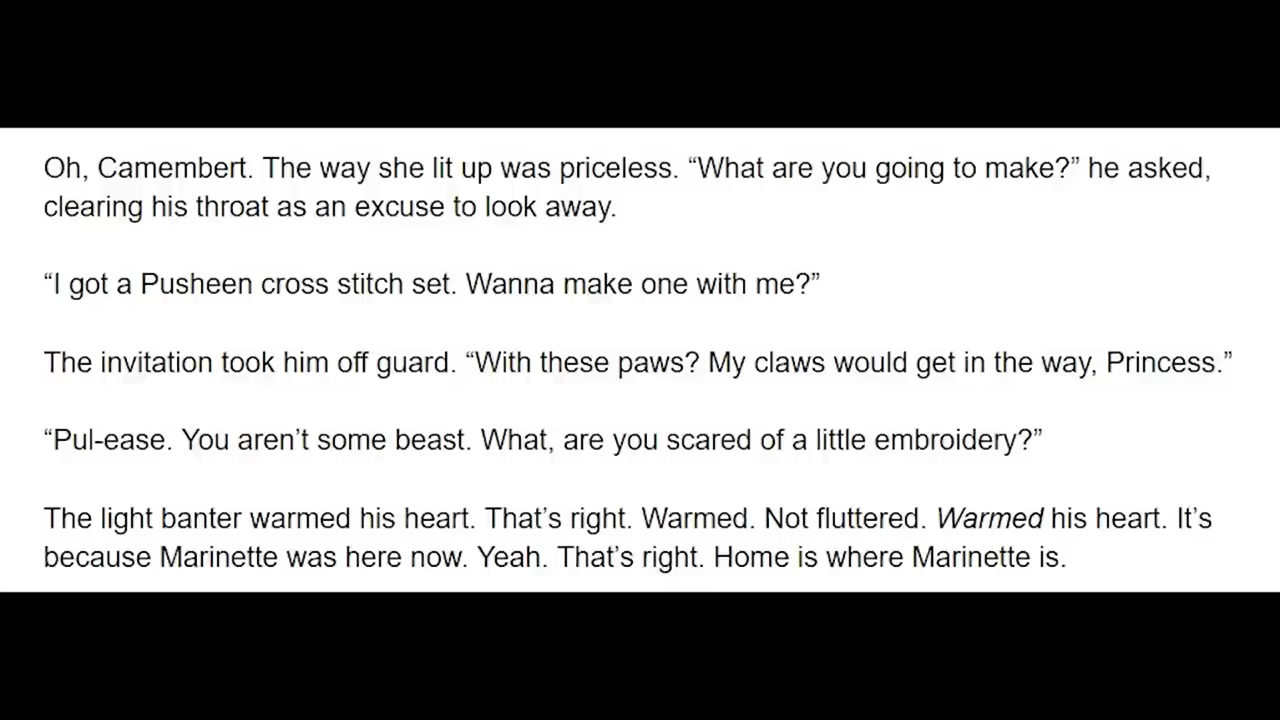 Oh, Camembert. The way she lit up was priceless. “What are you going to make?” he asked,
clearing his throat as an excuse to look away.
“I got a Pusheen cross stitch set. Wanna make one with me?”
The invitation took him off guard. “With these paws? My claws would get in the way, Princess.”
“Pul-ease. You aren’t some beast. What, are you scared of a little embroidery?”
The light banter warmed his heart. That’s right. Warmed. Not fluttered. Warmed his heart. It’s
because Marinette was here now. Yeah. That’s right. Home is where Marinette is.